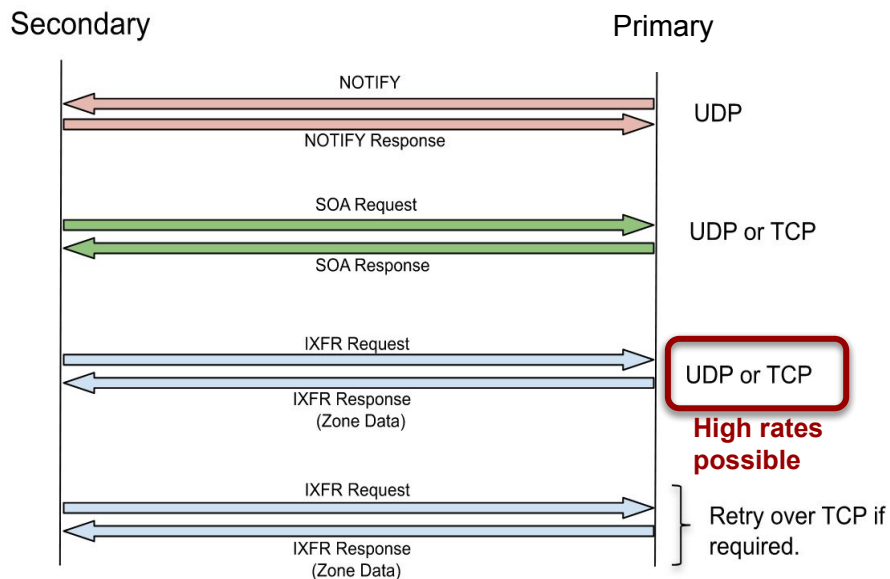 Secondary
Primary
NOTIFY
UDP
NOTIFY Response
SOA Request
UDP or TCP
SOA Response
IXFR Request
UDP or TCP
IXFR Response
(Zone Data)
High rates
possible
IXFR Request
Retry over TCP if
required.
IXFR Response
(Zone Data)